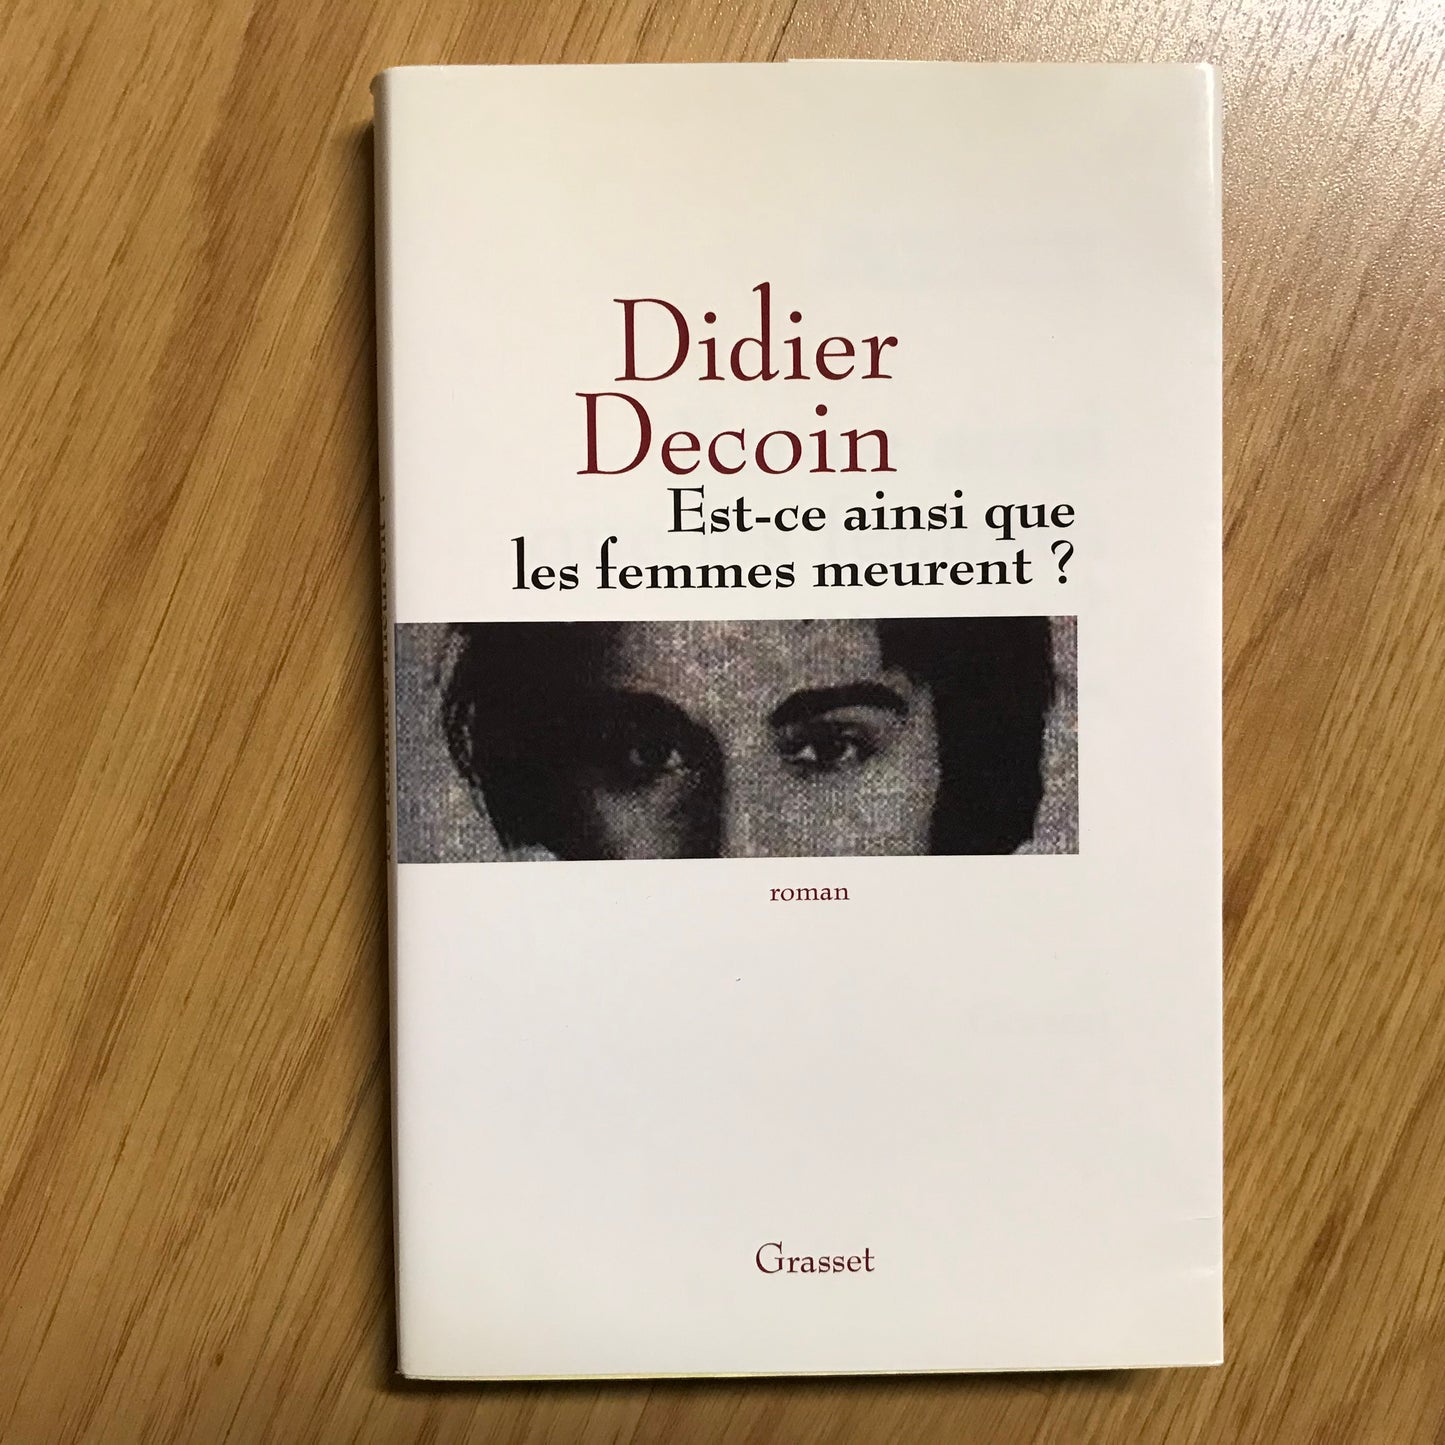 Didier
Decoin
Est-ce ainsi que
les femmes meurent ?
roman
Grasset